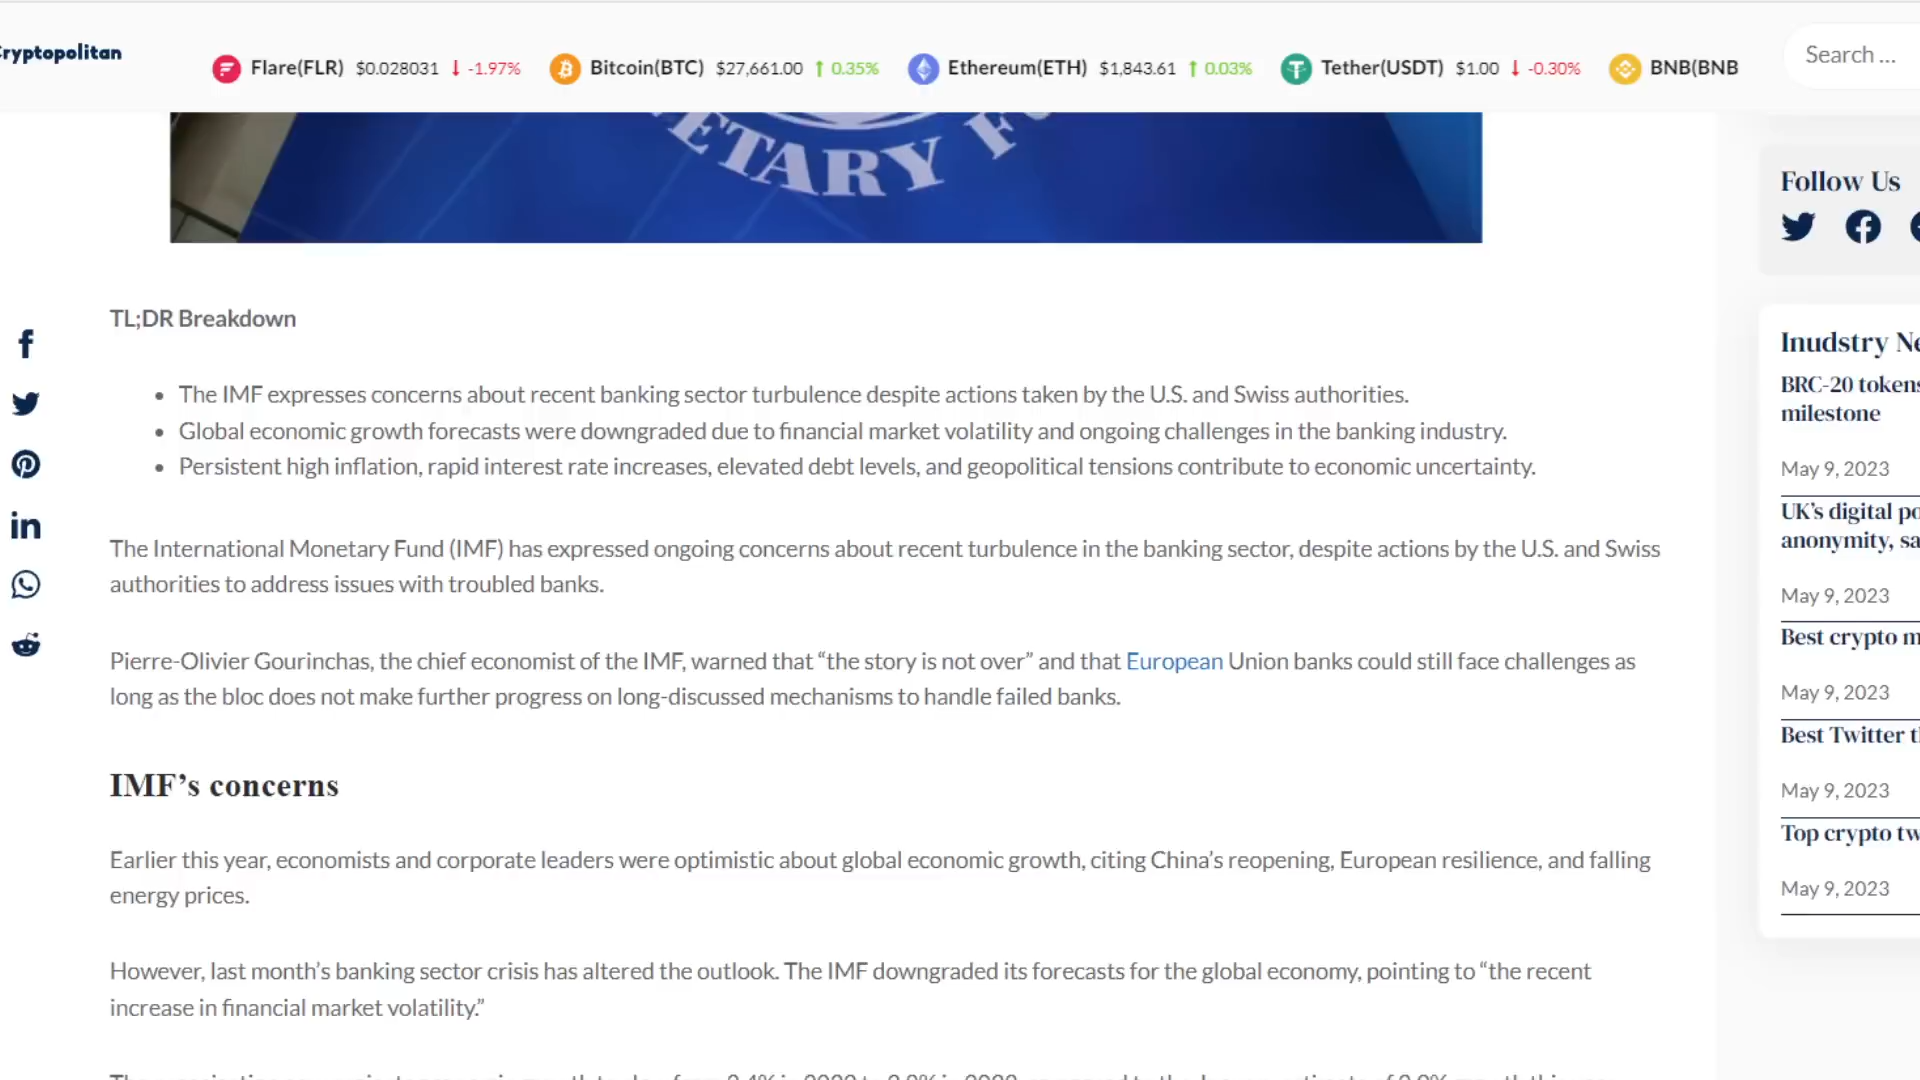 Cryptopolitan
Flare(FLR) $0.028031 ↓ -1.97% Bitcoin(BTC) $27,661.00 ↑ 0.35% Ethereum(ETH) $1,843.61 ↑ 0.03% Tether(USDT) $1.00 ↓ -0.30% BNB(BNB
Search ...
ETARY F
TL;DR Breakdown
• The IMF expresses concerns about recent banking sector turbulence despite actions taken by the U.S. and Swiss authorities.
• Global economic growth forecasts were downgraded due to financial market volatility and ongoing challenges in the banking industry.
• Persistent high inflation, rapid interest rate increases, elevated debt levels, and geopolitical tensions contribute to economic uncertainty.
The International Monetary Fund (IMF) has expressed ongoing concerns about recent turbulence in the banking sector, despite actions by the U.S. and Swiss
authorities to address issues with troubled banks.
Pierre-Olivier Gourinchas, the chief economist of the IMF, warned that “the story is not over” and that European Union banks could still face challenges as
long as the bloc does not make further progress on long-discussed mechanisms to handle failed banks.
IMF’s concerns
Earlier this year, economists and corporate leaders were optimistic about global economic growth, citing China’s reopening, European resilience, and falling
energy prices.
However, last month’s banking sector crisis has altered the outlook. The IMF downgraded its forecasts for the global economy, pointing to “the recent
increase in financial market volatility.”
Follow Us
Inudstry Ne
BRC-20 tokens
milestone
May 9, 2023
UK’s digital po
anonymity, sa
May 9, 2023
Best crypto m
May 9, 2023
Best Twitter t
May 9, 2023
Top crypto tw
May 9, 2023